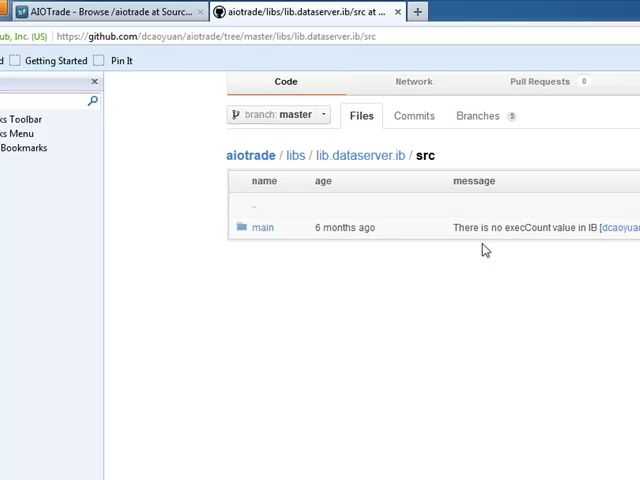 AIOTrade - Browse /aiotrade at Sourc...
aiotrade/libs/lib.dataserver.ib/src at ...
ub, Inc. (US)
https://github.com/dcaoyuan/aiotrade/tree/master/libs/lib.dataserver.ib/src
d Getting Started Pin It
ks Toolbar
ks Menu
Bookmarks
Code Network Pull Requests 0
branch: master Files Commits Branches 5
aiotrade / libs / lib.dataserver.ib / src
name age message
..
main 6 months ago There is no execCount value in IB [dcaoyuan